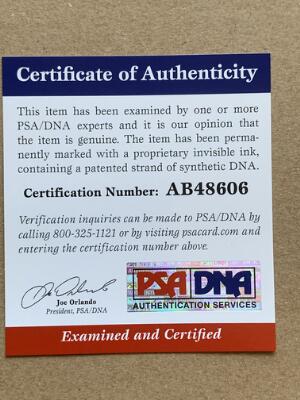 Certificate of Authenticity
This item has been examined by one or more
PSA/DNA experts and it is our opinion that
the item is genuine. The item has been perma-
nently marked with a proprietary invisible ink,
containing a patented strand of synthetic DNA.
Certification Number: AB48606
Verification inquiries can be made to PSA/DNA by
calling 800-325-1121 or by visiting psacard.com and
entering the certification number above.
Joe Orlando
President, PSA/DNA
PSA DNA
AUTHENTICATION SERVICES
Examined and Certified